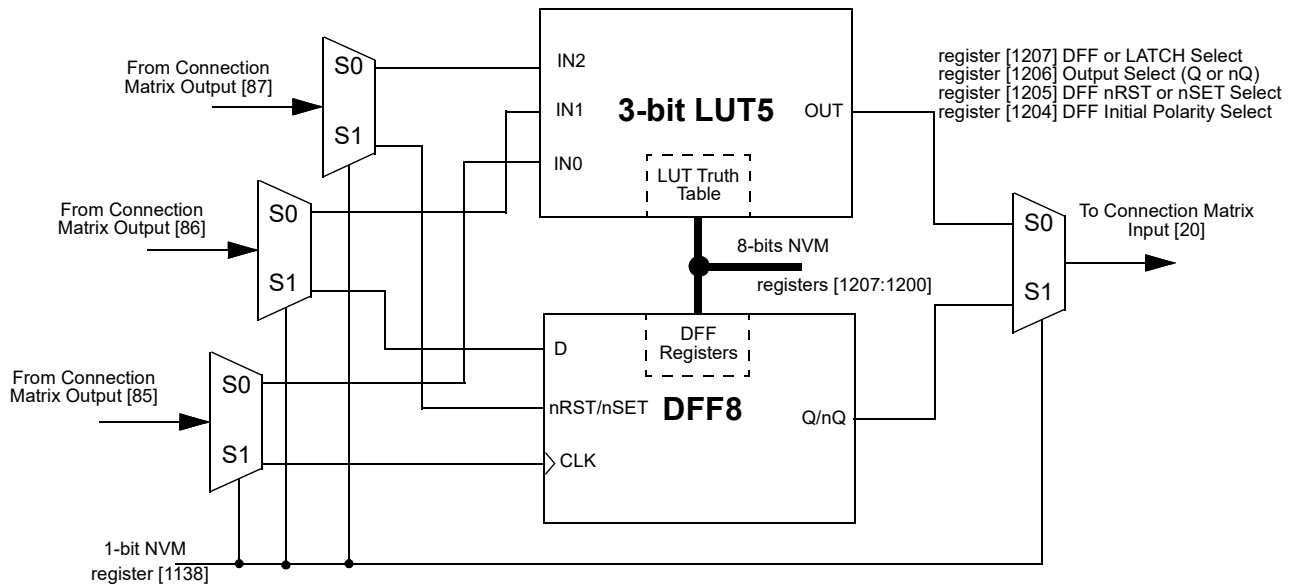 From Connection
Matrix Output [87]
S0
S1
IN2
IN1
IN0
3-bit LUT5
OUT
LUT Truth
Table
register [1207] DFF or LATCH Select
register [1206] Output Select (Q or nQ)
register [1205] DFF nRST or nSET Select
register [1204] DFF Initial Polarity Select
From Connection
Matrix Output [86]
S0
S1
8-bits NVM
registers [1207:1200]
S0
S1
To Connection Matrix
Input [20]
From Connection
Matrix Output [85]
S0
S1
D
nRST/nSET
CLK
DFF
Registers
DFF8
Q/nQ
1-bit NVM
register [1138]